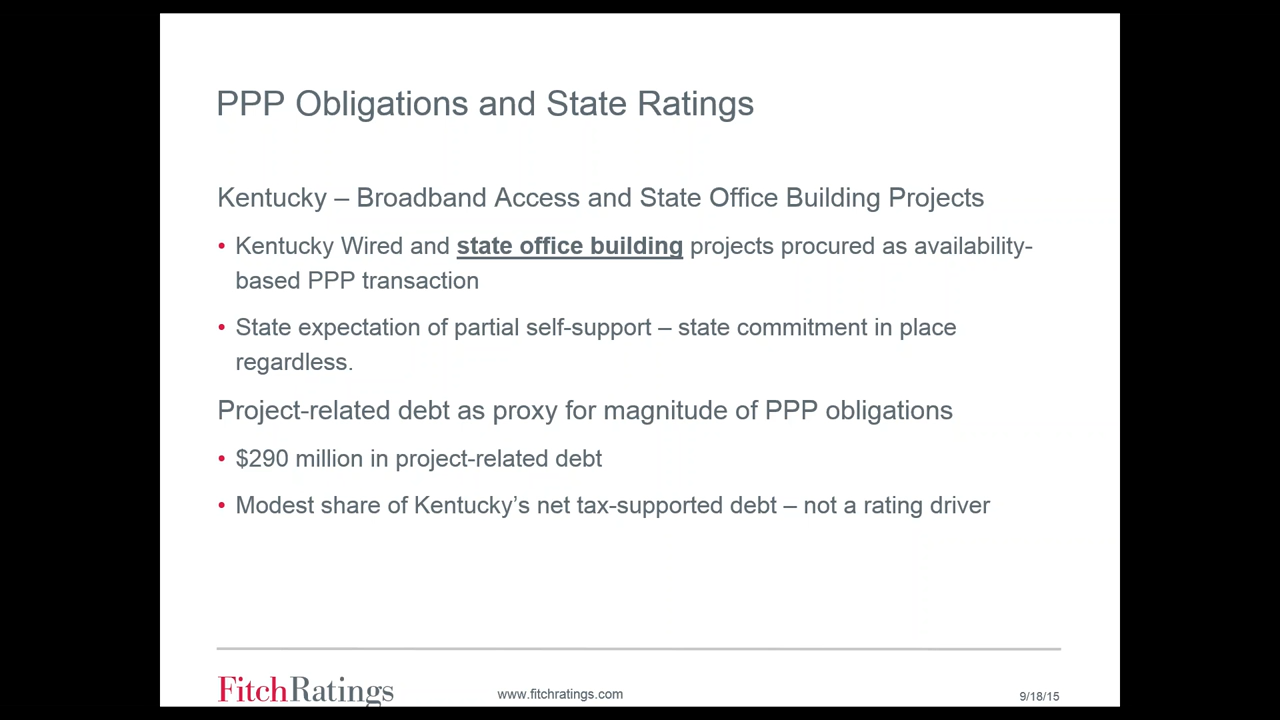 PPP Obligations and State Ratings
Kentucky – Broadband Access and State Office Building Projects
• Kentucky Wired and state office building projects procured as availability-
based PPP transaction
• State expectation of partial self-support – state commitment in place
regardless.
Project-related debt as proxy for magnitude of PPP obligations
• $290 million in project-related debt
• Modest share of Kentucky’s net tax-supported debt – not a rating driver
FitchRatings www.fitchratings.com 9/18/15